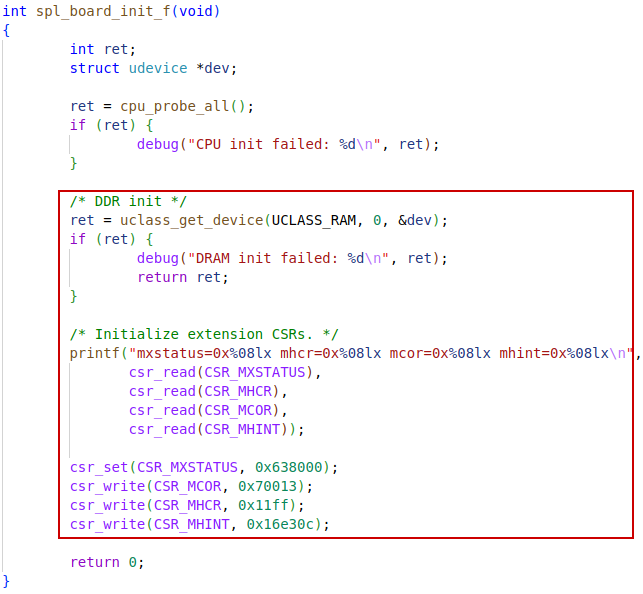 int spl_board_init_f(void)
{
        int ret;
        struct udevice *dev;

        ret = cpu_probe_all();
        if (ret) {
                debug("CPU init failed: %d\n", ret);
        }

        /* DDR init */
        ret = uclass_get_device(UCLASS_RAM, 0, &dev);
        if (ret) {
                debug("DRAM init failed: %d\n", ret);
                return ret;
        }

        /* Initialize extension CSRs. */
        printf("mxstatus=0x%08lx mhcr=0x%08lx mcor=0x%08lx mhint=0x%08lx\n",
               csr_read(CSR_MXSTATUS),
               csr_read(CSR_MHCR),
               csr_read(CSR_MCOR),
               csr_read(CSR_MHINT));

        csr_set(CSR_MXSTATUS, 0x638000);
        csr_write(CSR_MCOR, 0x70013);
        csr_write(CSR_MHCR, 0x11ff);
        csr_write(CSR_MHINT, 0x16e30c);

        return 0;
}